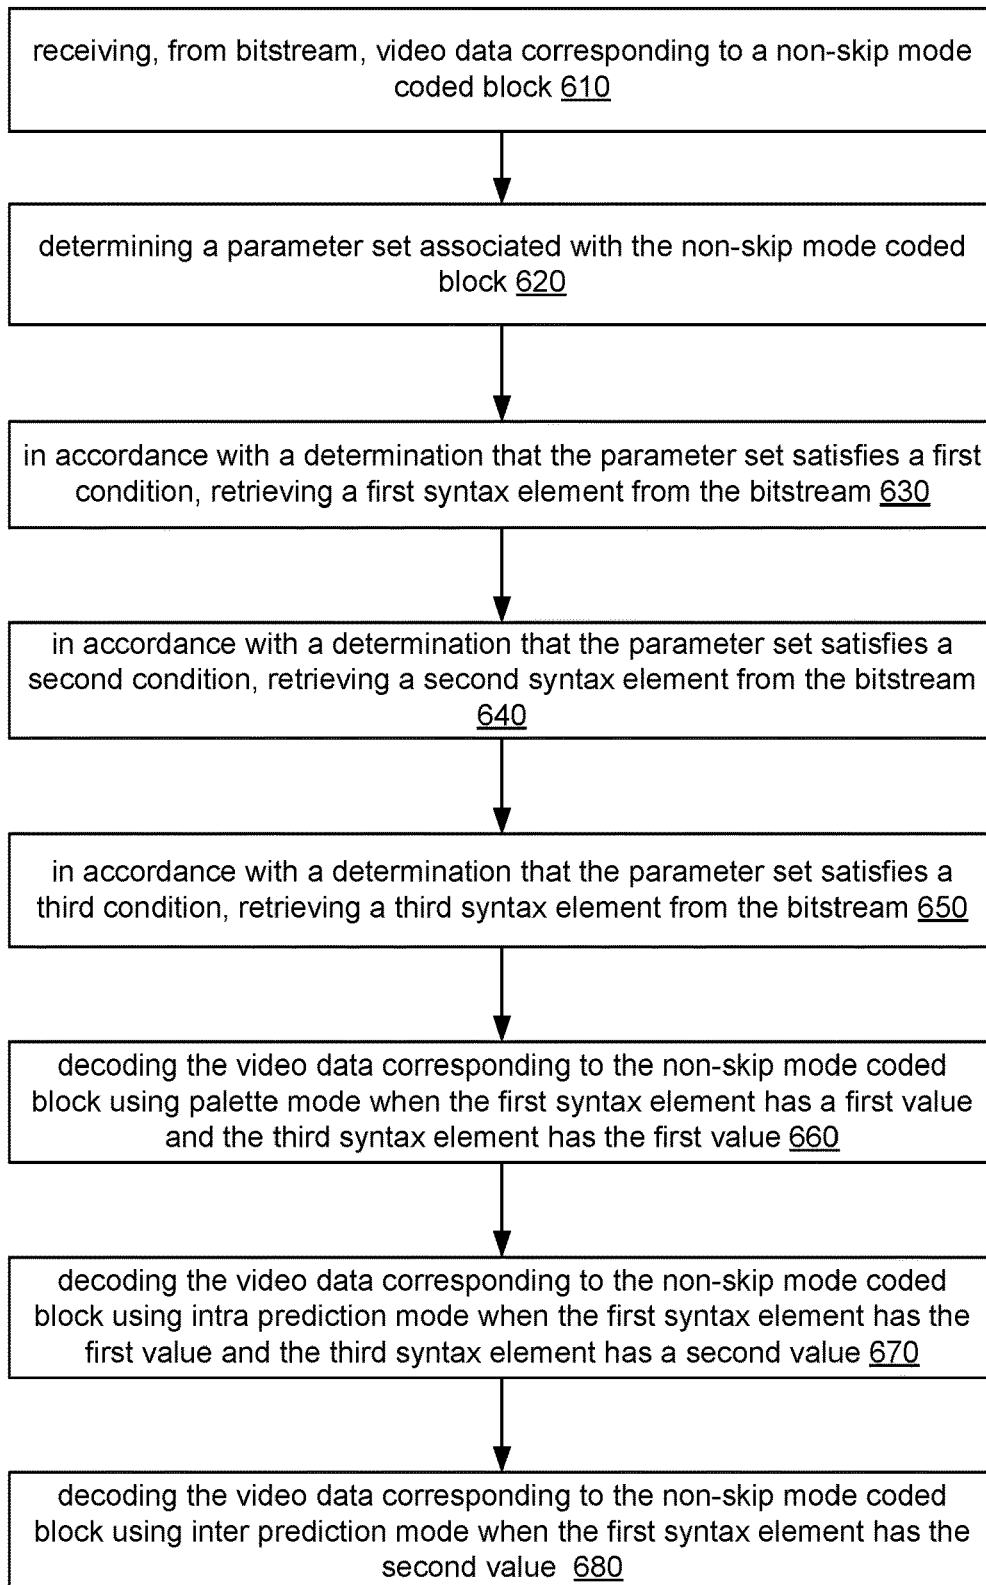 receiving, from bitstream, video data corresponding to a non-skip mode
coded block 610
determining a parameter set associated with the non-skip mode coded
block 620
in accordance with a determination that the parameter set satisfies a first
condition, retrieving a first syntax element from the bitstream 630
in accordance with a determination that the parameter set satisfies a
second condition, retrieving a second syntax element from the bitstream
640
in accordance with a determination that the parameter set satisfies a
third condition, retrieving a third syntax element from the bitstream 650
decoding the video data corresponding to the non-skip mode coded
block using palette mode when the first syntax element has a first value
and the third syntax element has the first value 660
decoding the video data corresponding to the non-skip mode coded
block using intra prediction mode when the first syntax element has the
first value and the third syntax element has a second value 670
decoding the video data corresponding to the non-skip mode coded
block using inter prediction mode when the first syntax element has the
second value 680